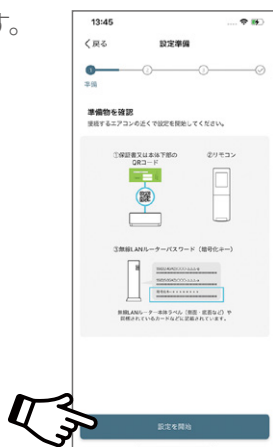 す。
13:45
戻る
設定準備
準備
準備物を確認
接続するエアコンの近くで設定を開始してください。
①保証書又は本体下部の
QRコード
②リモコン
③無線LANルーターパスワード（暗号化キー）
無線LANルーター本体ラベル（側面・底面など）や
同梱されているカードなどに記載されています。
設定を開始